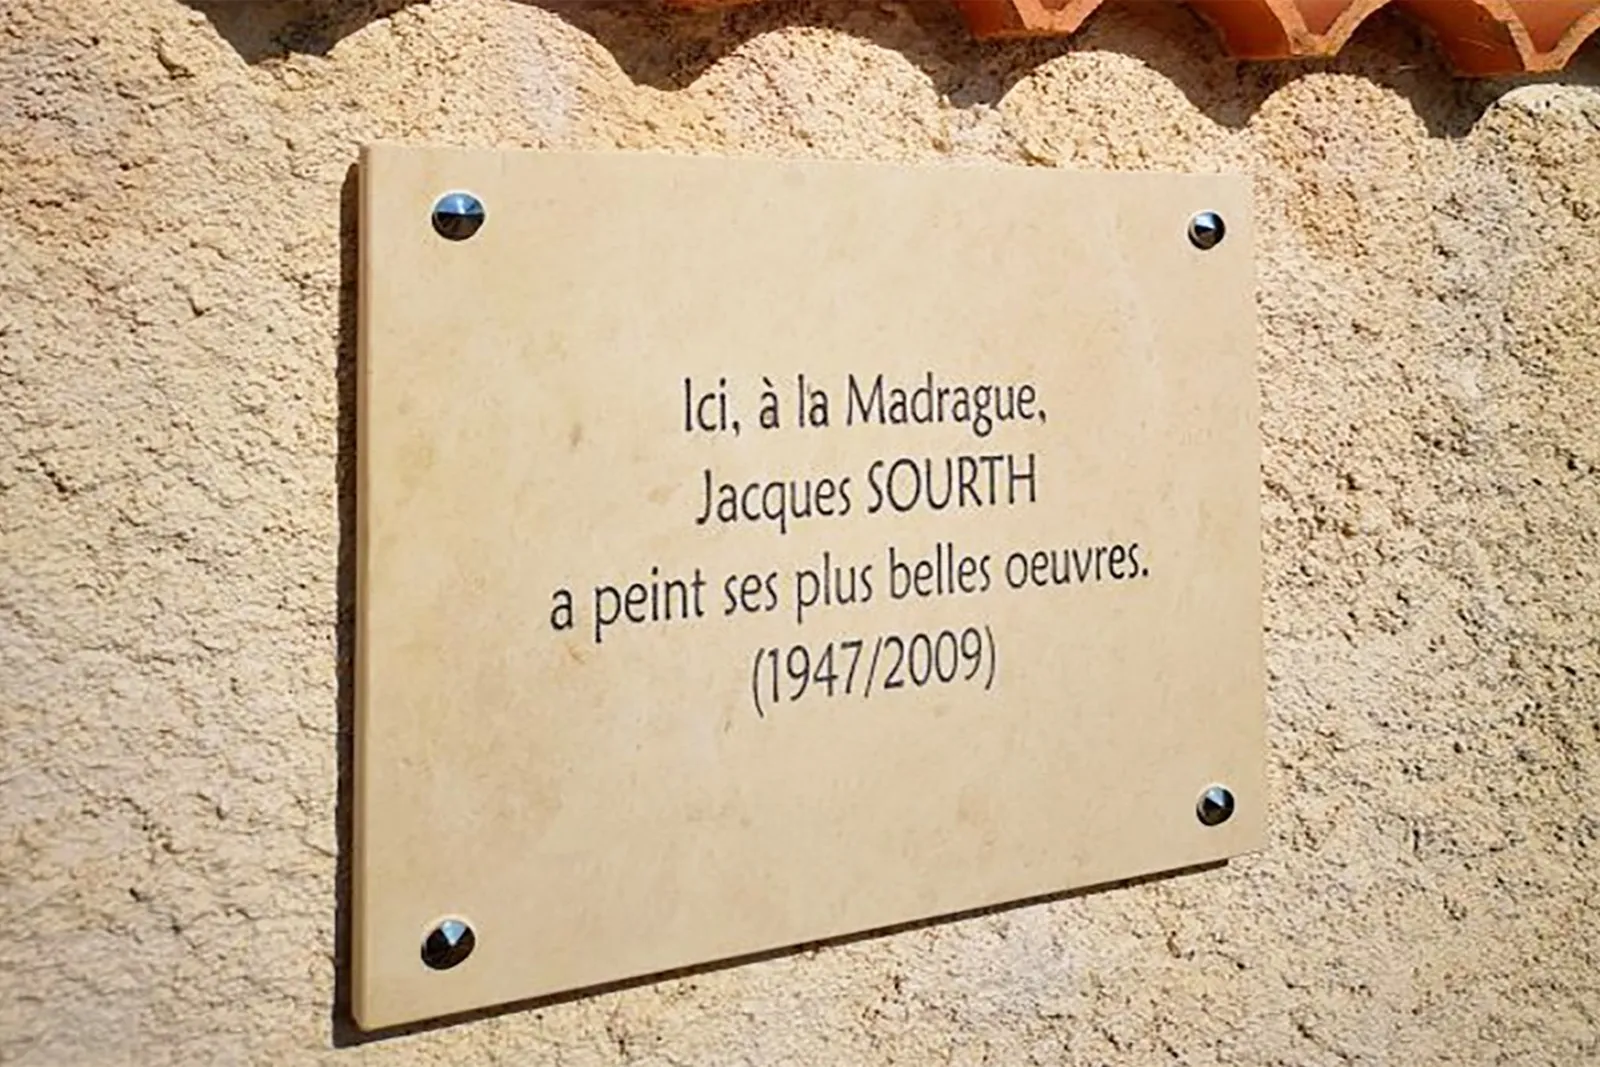 Ici, à la Madrague,
Jacques SOURTH
a peint ses plus belles oeuvres.
(1947/2009)